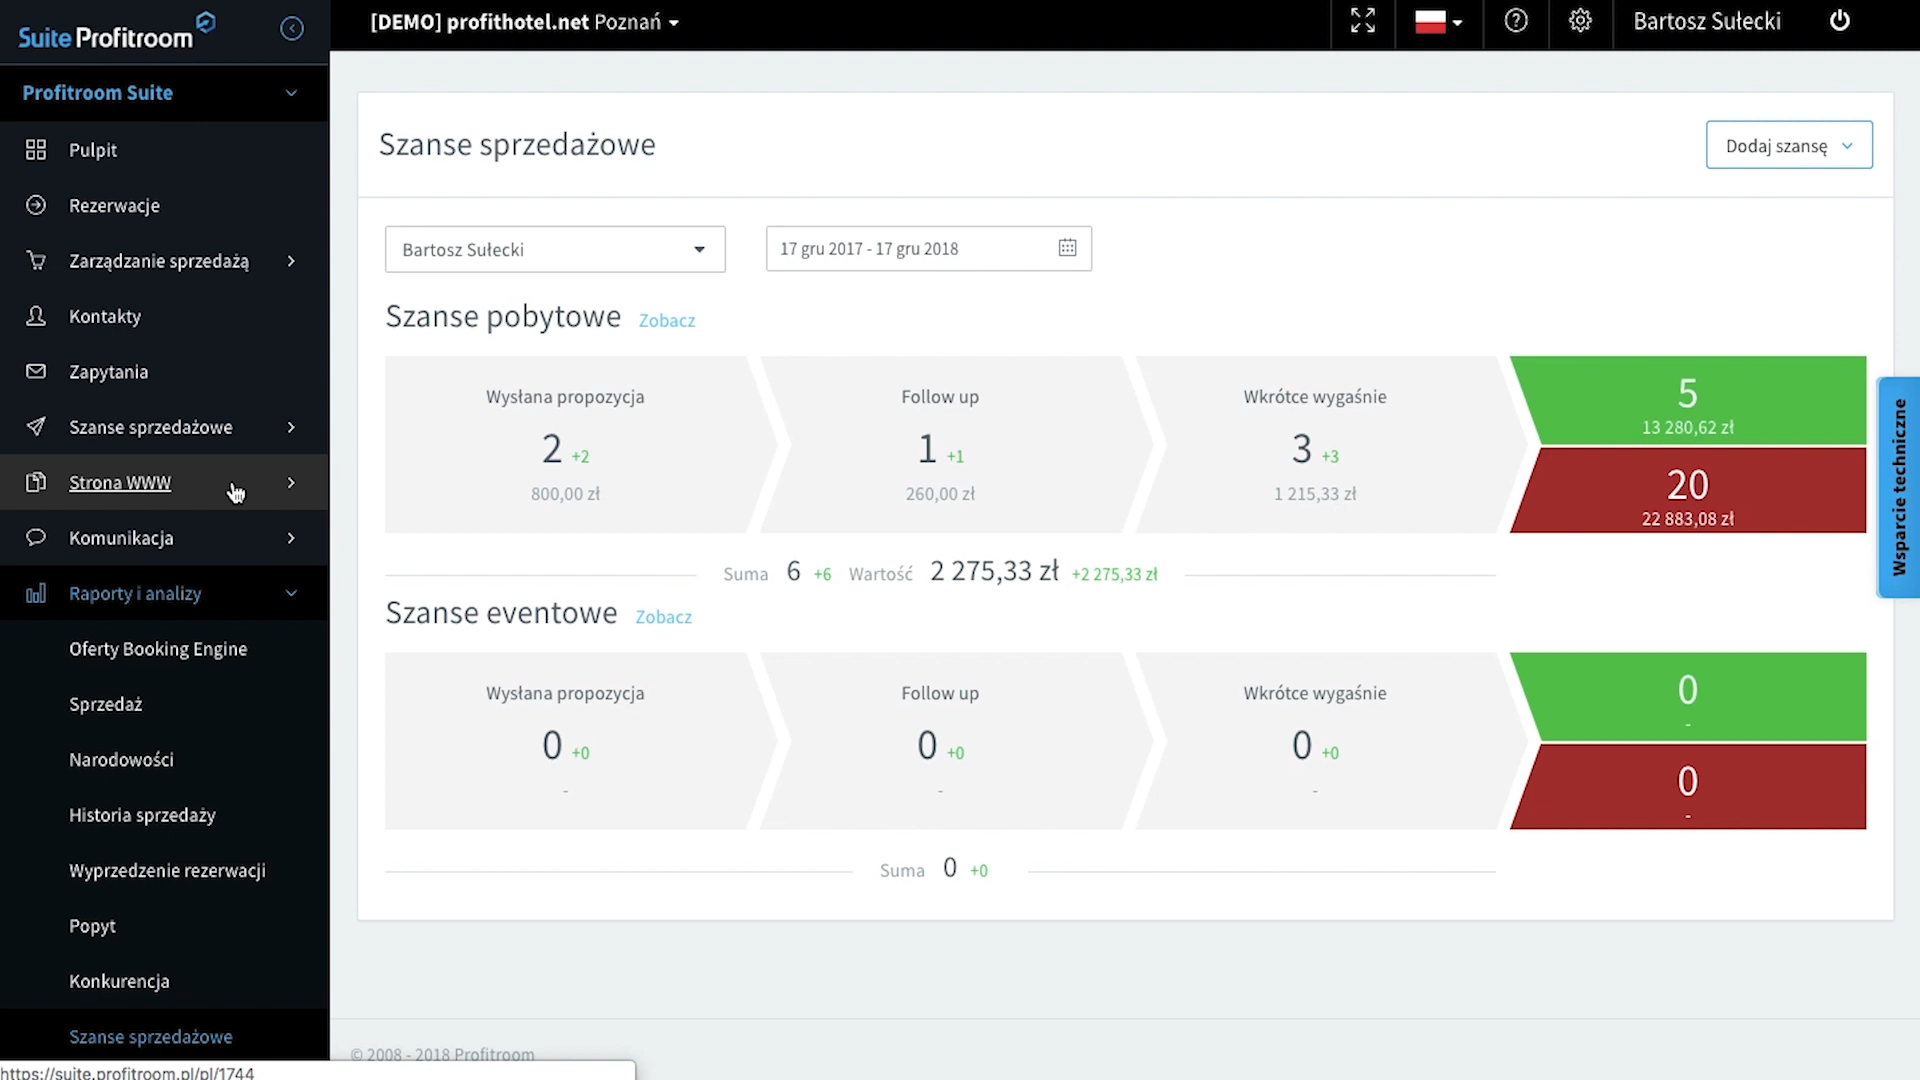 Suite Profitroom
[DEMO] profithotel.net Poznań
Bartosz Sułecki
Profitroom Suite
Pulpit
Rezerwacje
Zarządzanie sprzedażą
Kontakty
Zapytania
Szanse sprzedażowe
Strona WWW
Komunikacja
Raporty i analizy
Oferty Booking Engine
Sprzedaż
Narodowości
Historia sprzedaży
Wyprzedzenie rezerwacji
Popyt
Konkurencja
Szanse sprzedażowe
https://suite.profitroom.pl/pl/1744
Szanse sprzedażowe
Dodaj szansę
Bartosz Sułecki
17 gru 2017 - 17 gru 2018
Szanse pobytowe Zobacz
Wysłana propozycja
2 +2
800,00 zł
Follow up
1 +1
260,00 zł
Wkrótce wygaśnie
3 +3
1 215,33 zł
5
13 280,62 zł
20
22 883,08 zł
Suma 6 +6 Wartość 2 275,33 zł +2 275,33 zł
Szanse eventowe Zobacz
Wysłana propozycja
0 +0
-
Follow up
0 +0
-
Wkrótce wygaśnie
0 +0
-
0
-
0
-
Suma 0 +0
Wsparcie techniczne
© 2008 - 2018 Profitroom